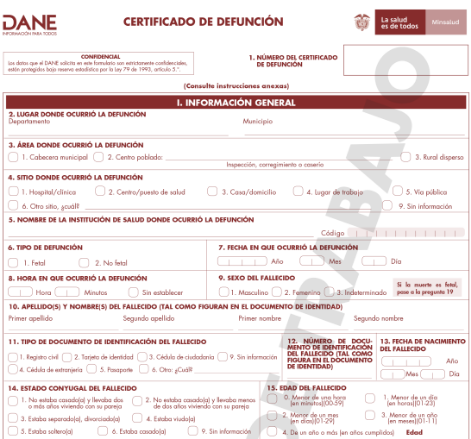 DANE
INFORMACIÓN PARA TODOS
CERTIFICADO DE DEFUNCIÓN
La salud
es de todos
Minsalud
CONFIDENCIAL
Los datos que el DANE solicita en este formulario son estrictamente confidenciales,
están protegidos bajo reserva estadística por la Ley 79 de 1993, artículo 5.°.
1. NÚMERO DEL CERTIFICADO
DE DEFUNCIÓN
(Consulte instrucciones anexas)
I. INFORMACIÓN GENERAL
2. LUGAR DONDE OCURRIÓ LA DEFUNCIÓN
Departamento Municipio
3. ÁREA DONDE OCURRIÓ LA DEFUNCIÓN
1. Cabecera municipal 2. Centro poblado: 3. Rural disperso
Inspección, corregimiento o caserío
4. SITIO DONDE OCURRIÓ LA DEFUNCIÓN
1. Hospital/clínica 2. Centro/puesto de salud 3. Casa/domicilio 4. Lugar de trabajo 5. Vía pública
6. Otro sitio, ¿cuál? 9. Sin información
5. NOMBRE DE LA INSTITUCIÓN DE SALUD DONDE OCURRIÓ LA DEFUNCIÓN
Código
6. TIPO DE DEFUNCIÓN 7. FECHA EN QUE OCURRIÓ LA DEFUNCIÓN
1. Fetal 2. No fetal Año Mes Día
8. HORA EN QUE OCURRIÓ LA DEFUNCIÓN 9. SEXO DEL FALLECIDO
Hora Minutos Sin establecer 1. Masculino 2. Femenino 3. Indeterminado
Si la muerte es fetal,
pase a la pregunta 19
10. APELLIDO(S) Y NOMBRE(S) DEL FALLECIDO (TAL COMO FIGURAN EN EL DOCUMENTO DE IDENTIDAD)
Primer apellido Segundo apellido Primer nombre Segundo nombre
11. TIPO DE DOCUMENTO DE IDENTIFICACIÓN DEL FALLECIDO
1. Registro civil 2. Tarjeta de identidad 3. Cédula de ciudadanía 9. Sin información
4. Cédula de extranjería 5. Pasaporte 6. Otro: ¿Cuál?
12. NÚMERO DE DOCU-
MENTO DE IDENTIFICACIÓN
DEL FALLECIDO (TAL COMO
FIGURA EN EL DOCUMENTO
DE IDENTIDAD)
13. FECHA DE NACIMIENTO
DEL FALLECIDO
Año
Mes Día
14. ESTADO CONYUGAL DEL FALLECIDO
1. No estaba casado(a) y llevaba dos
o más años viviendo con su pareja
2. No estaba casado(a) y llevaba menos
de dos años viviendo con su pareja
3. Estaba separado(a), divorciado(a) 4. Estaba viudo(a)
5. Estaba soltero(a) 6. Estaba casado(a) 9. Sin información
15. EDAD DEL FALLECIDO
0. Menor de una hora
(en minutos)(00-59)
1. Menor de un día
(en horas)(01-23)
2. Menor de un mes
(en días)(01-29)
3. Menor de un año
(en meses)(01-11)
4. De un año o más (en años cumplidos) Edad
DE TRABAJO